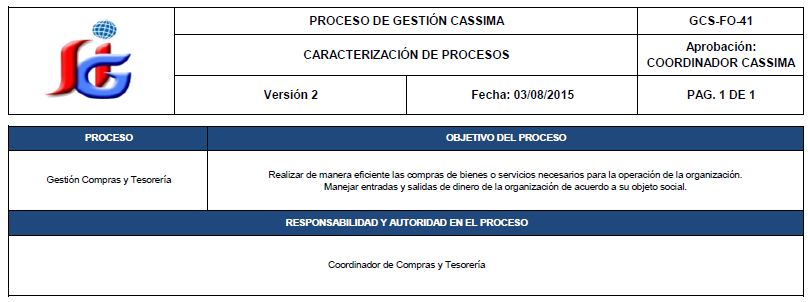 PROCESO DE GESTIÓN CASSIMA
GCS-FO-41
CARACTERIZACIÓN DE PROCESOS
Aprobación:
COORDINADOR CASSIMA
Versión 2
Fecha: 03/08/2015
PAG. 1 DE 1
PROCESO
OBJETIVO DEL PROCESO
Gestión Compras y Tesorería
Realizar de manera eficiente las compras de bienes o servicios necesarios para la operación de la organización.
Manejar entradas y salidas de dinero de la organización de acuerdo a su objeto social.
RESPONSABILIDAD Y AUTORIDAD EN EL PROCESO
Coordinador de Compras y Tesorería